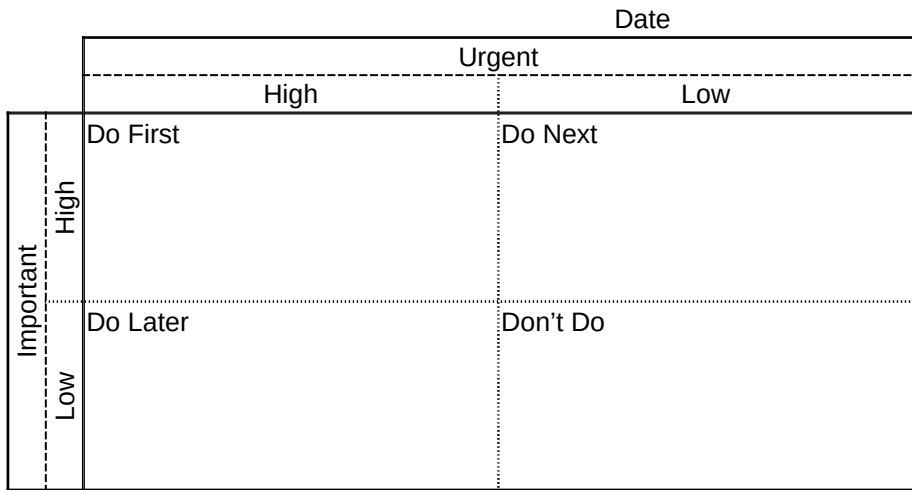 Date
Urgent
High Low
Important
High
Do First Do Next
Low
Do Later Don’t Do